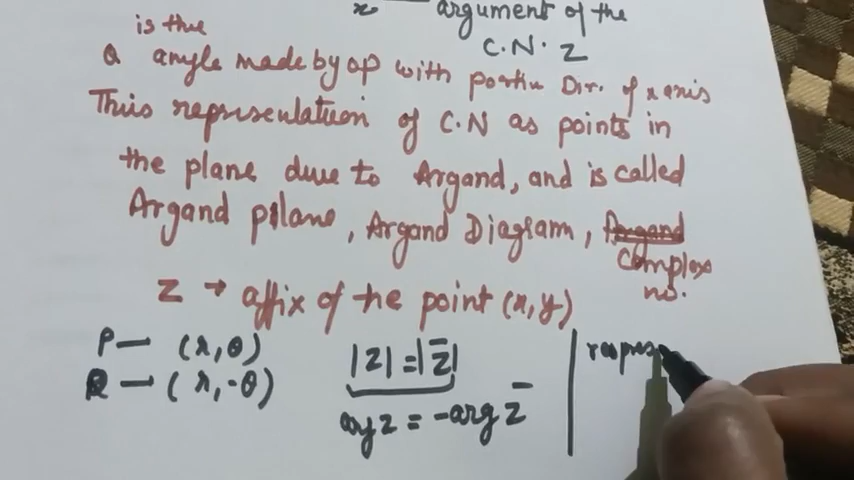 x argument of the
C.N. z
is the
a angle made by op with portiv Dir. of x axis
This representation of C.N as points in
the plane due to Argand, and is called
Argand plane, Argand Diagram, Argand
Complex
no.
z → affix of the point (x, y)
P — (r, θ)
Q — (r, -θ)
|z| = |z̅|
arg z = -arg z̅
repres